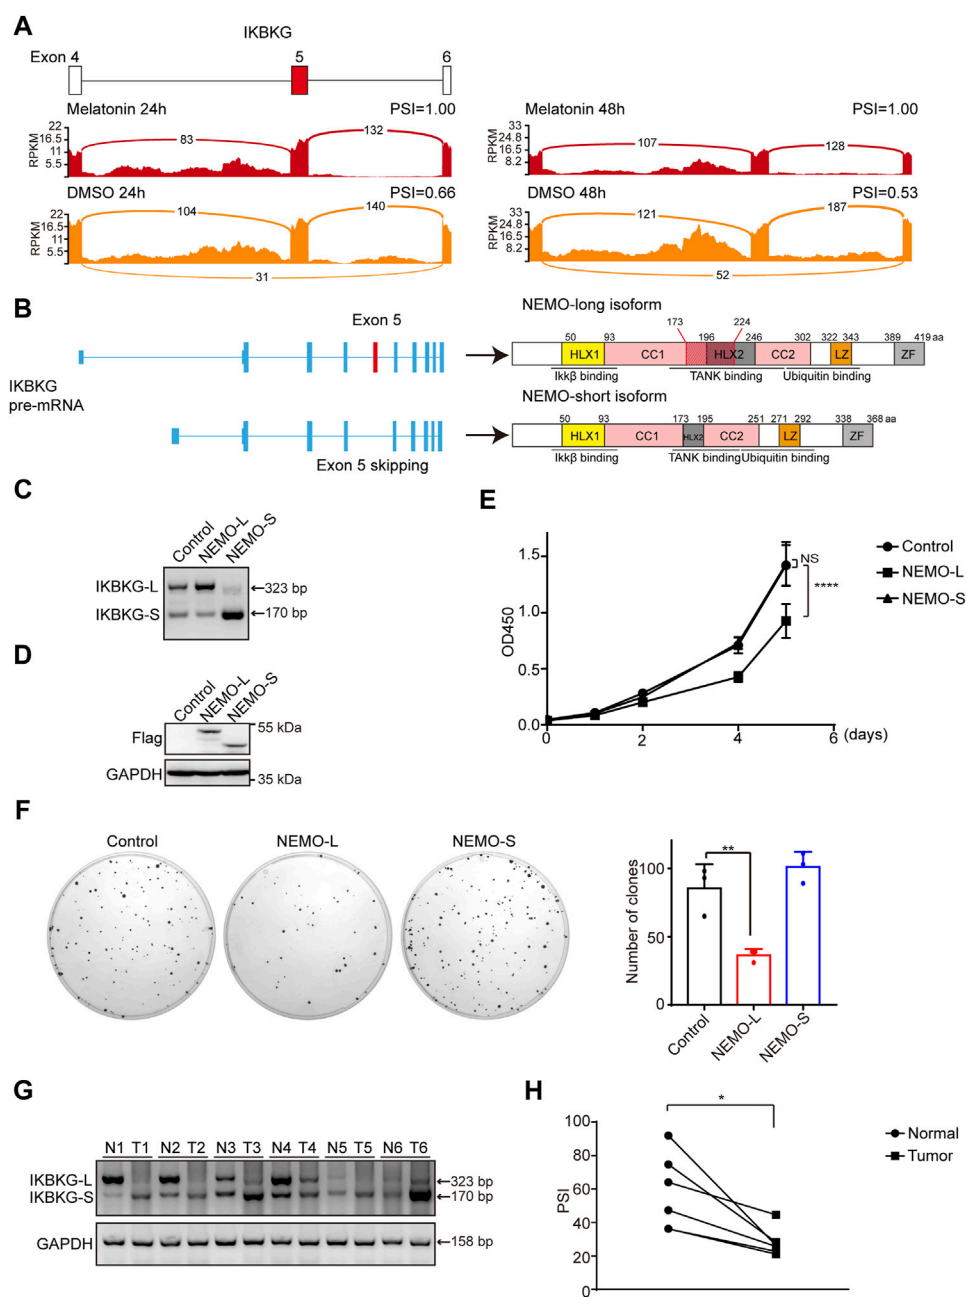 A
IKBKG
Exon 4 5 6
Melatonin 24h PSI=1.00
RPKM
22
16.5
11
5.5
83
132
DMSO 24h PSI=0.66
RPKM
22
16.5
11
5.5
104
140
31
Melatonin 48h PSI=1.00
RPKM
33
24.8
16.5
8.2
107
128
DMSO 48h PSI=0.53
RPKM
33
24.8
16.5
8.2
121
187
52
B
Exon 5
IKBKG
pre-mRNA
Exon 5 skipping
NEMO-long isoform
173 224
50 93 196 246 302 322 343 389 419 aa
HLX1 CC1 HLX2 CC2 LZ ZF
Ikkβ binding TANK binding Ubiquitin binding
NEMO-short isoform
50 93 173 195 251 271 292 338 368 aa
HLX1 CC1 HLX2 CC2 LZ ZF
Ikkβ binding TANK binding Ubiquitin binding
C
Control NEMO-L NEMO-S
IKBKG-L ←323 bp
IKBKG-S ←170 bp
D
Control NEMO-L NEMO-S
Flag
55 kDa
GAPDH
35 kDa
E
OD450
1.5
1.0
0.5
0.00
0 2 4 6 (days)
NS
****
Control
NEMO-L
NEMO-S
F
Control NEMO-L NEMO-S
Number of clones
100
50
0
**
Control NEMO-L NEMO-S
G
N1 T1 N2 T2 N3 T3 N4 T4 N5 T5 N6 T6
IKBKG-L ←323 bp
IKBKG-S ←170 bp
GAPDH ←158 bp
H
PSI
100
80
60
40
20
0
*
Normal
Tumor